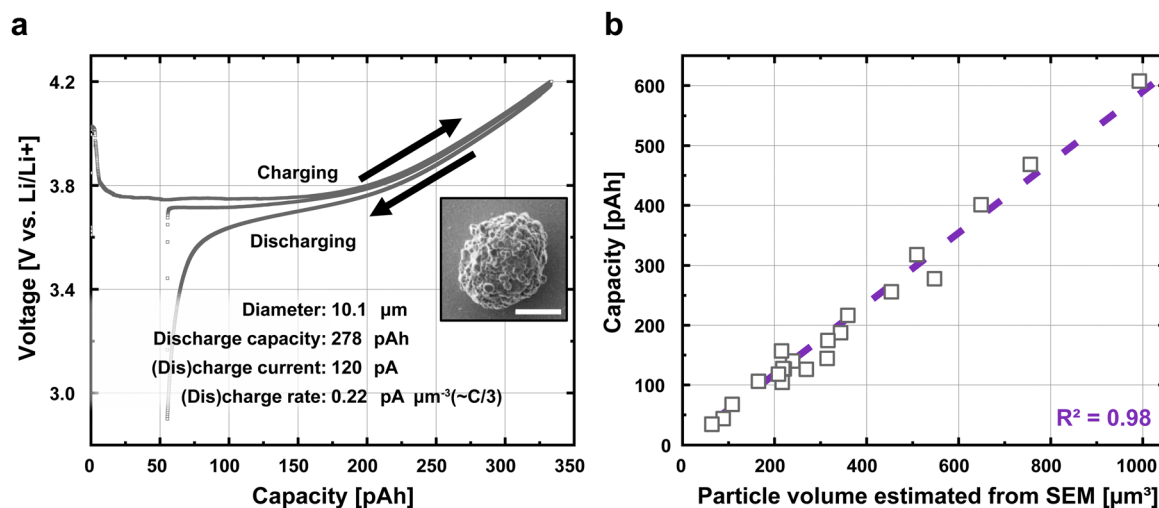 a
Voltage [V vs. Li/Li+]
4.2
3.8
3.4
3.0
Charging
Discharging
Diameter: 10.1 µm
Discharge capacity: 278 pAh
(Dis)charge current: 120 pA
(Dis)charge rate: 0.22 pA µm⁻³(~C/3)
0 50 100 150 200 250 300 350
Capacity [pAh]
b
Capacity [pAh]
600
500
400
300
200
100
0
R² = 0.98
0 200 400 600 800 1000
Particle volume estimated from SEM [µm³]